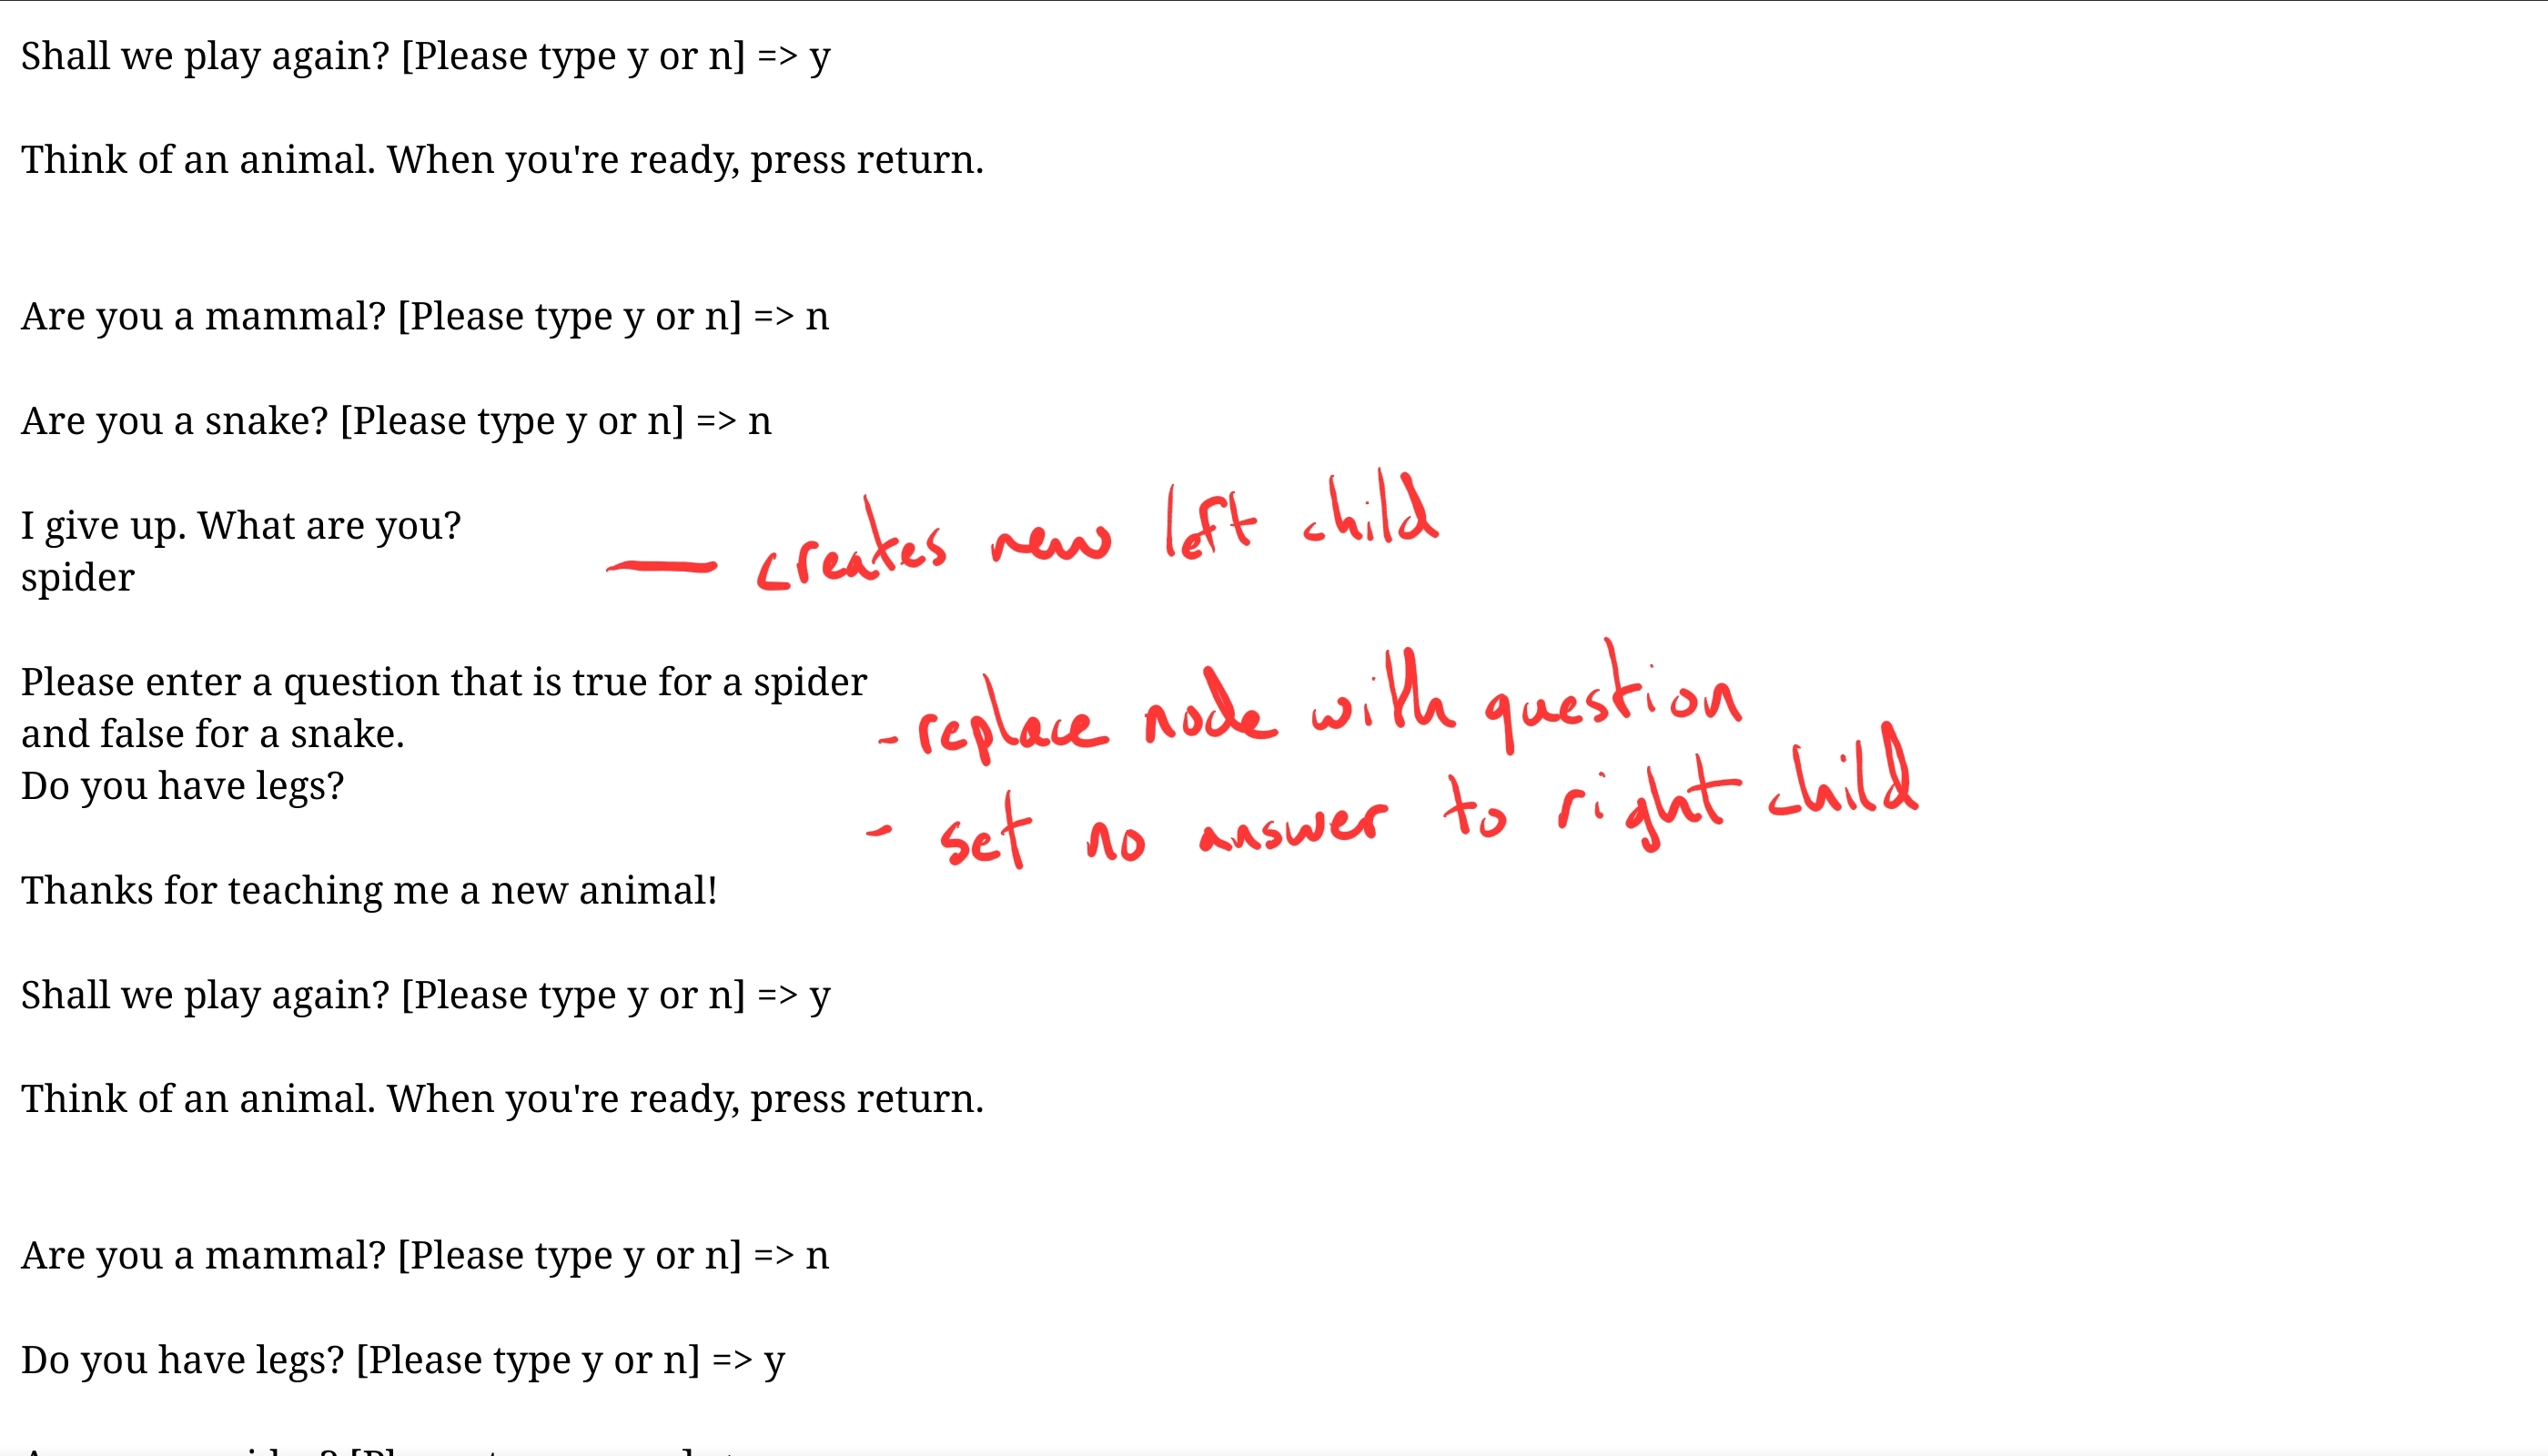 Shall we play again? [Please type y or n] => y
Think of an animal. When you're ready, press return.
Are you a mammal? [Please type y or n] => n
Are you a snake? [Please type y or n] => n
I give up. What are you?
spider
— creates new left child
Please enter a question that is true for a spider
and false for a snake.
Do you have legs?
- replace node with question
- set no answer to right child
Thanks for teaching me a new animal!
Shall we play again? [Please type y or n] => y
Think of an animal. When you're ready, press return.
Are you a mammal? [Please type y or n] => n
Do you have legs? [Please type y or n] => y